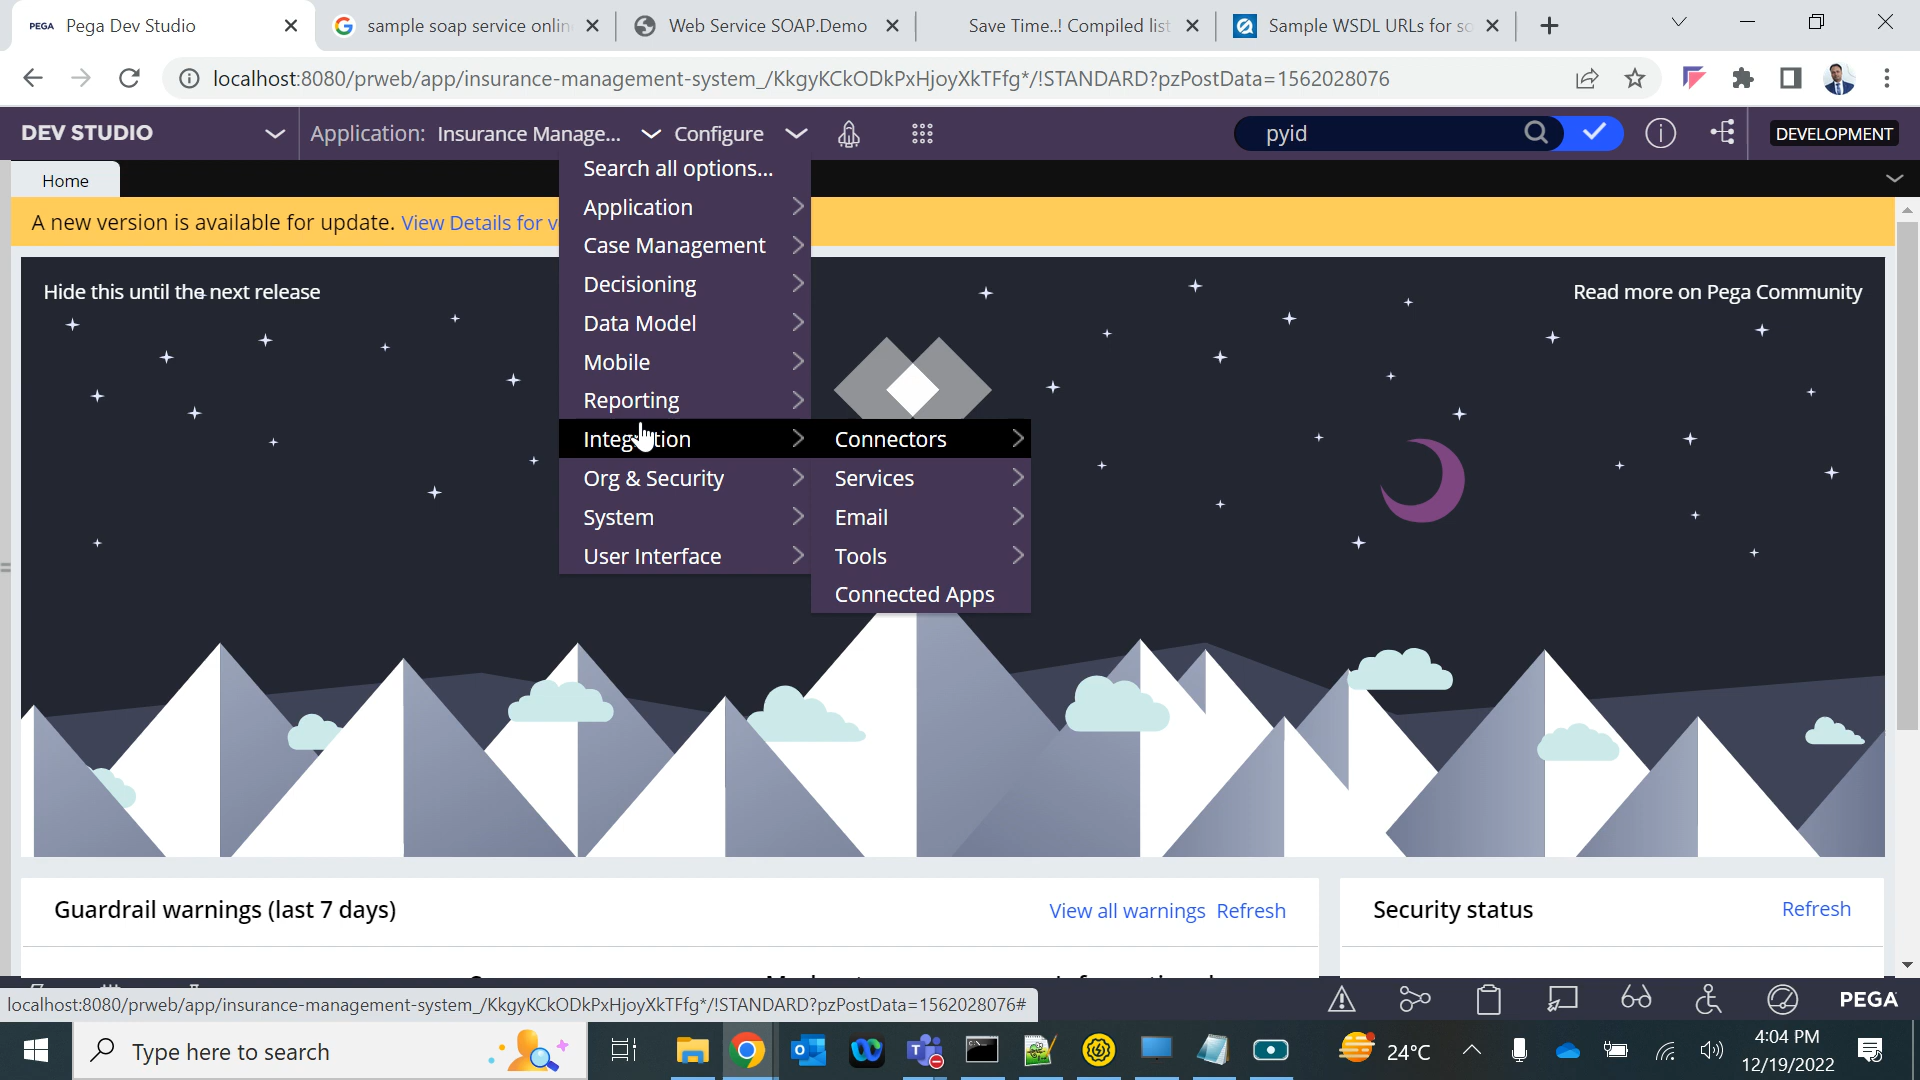 PEGA Pega Dev Studio
sample soap service onlin
Web Service SOAP.Demo
Save Time..! Compiled list
Sample WSDL URLs for so
localhost:8080/prweb/app/insurance-management-system_/KkgyKCkODkPxHjoyXkTFfg*/!STANDARD?pzPostData=1562028076
DEV STUDIO
Application: Insurance Manage...
Configure
pyid
DEVELOPMENT
Home
Search all options...
A new version is available for update. View Details for v
Application
Case Management
Decisioning
Data Model
Mobile
Reporting
Integration
Org & Security
System
User Interface
Connectors
Services
Email
Tools
Connected Apps
Hide this until the next release
Read more on Pega Community
Guardrail warnings (last 7 days)
View all warnings Refresh
Security status
Refresh
localhost:8080/prweb/app/insurance-management-system_/KkgyKCkODkPxHjoyXkTFfg*/!STANDARD?pzPostData=1562028076#
PEGA
Type here to search
24°C
4:04 PM
12/19/2022